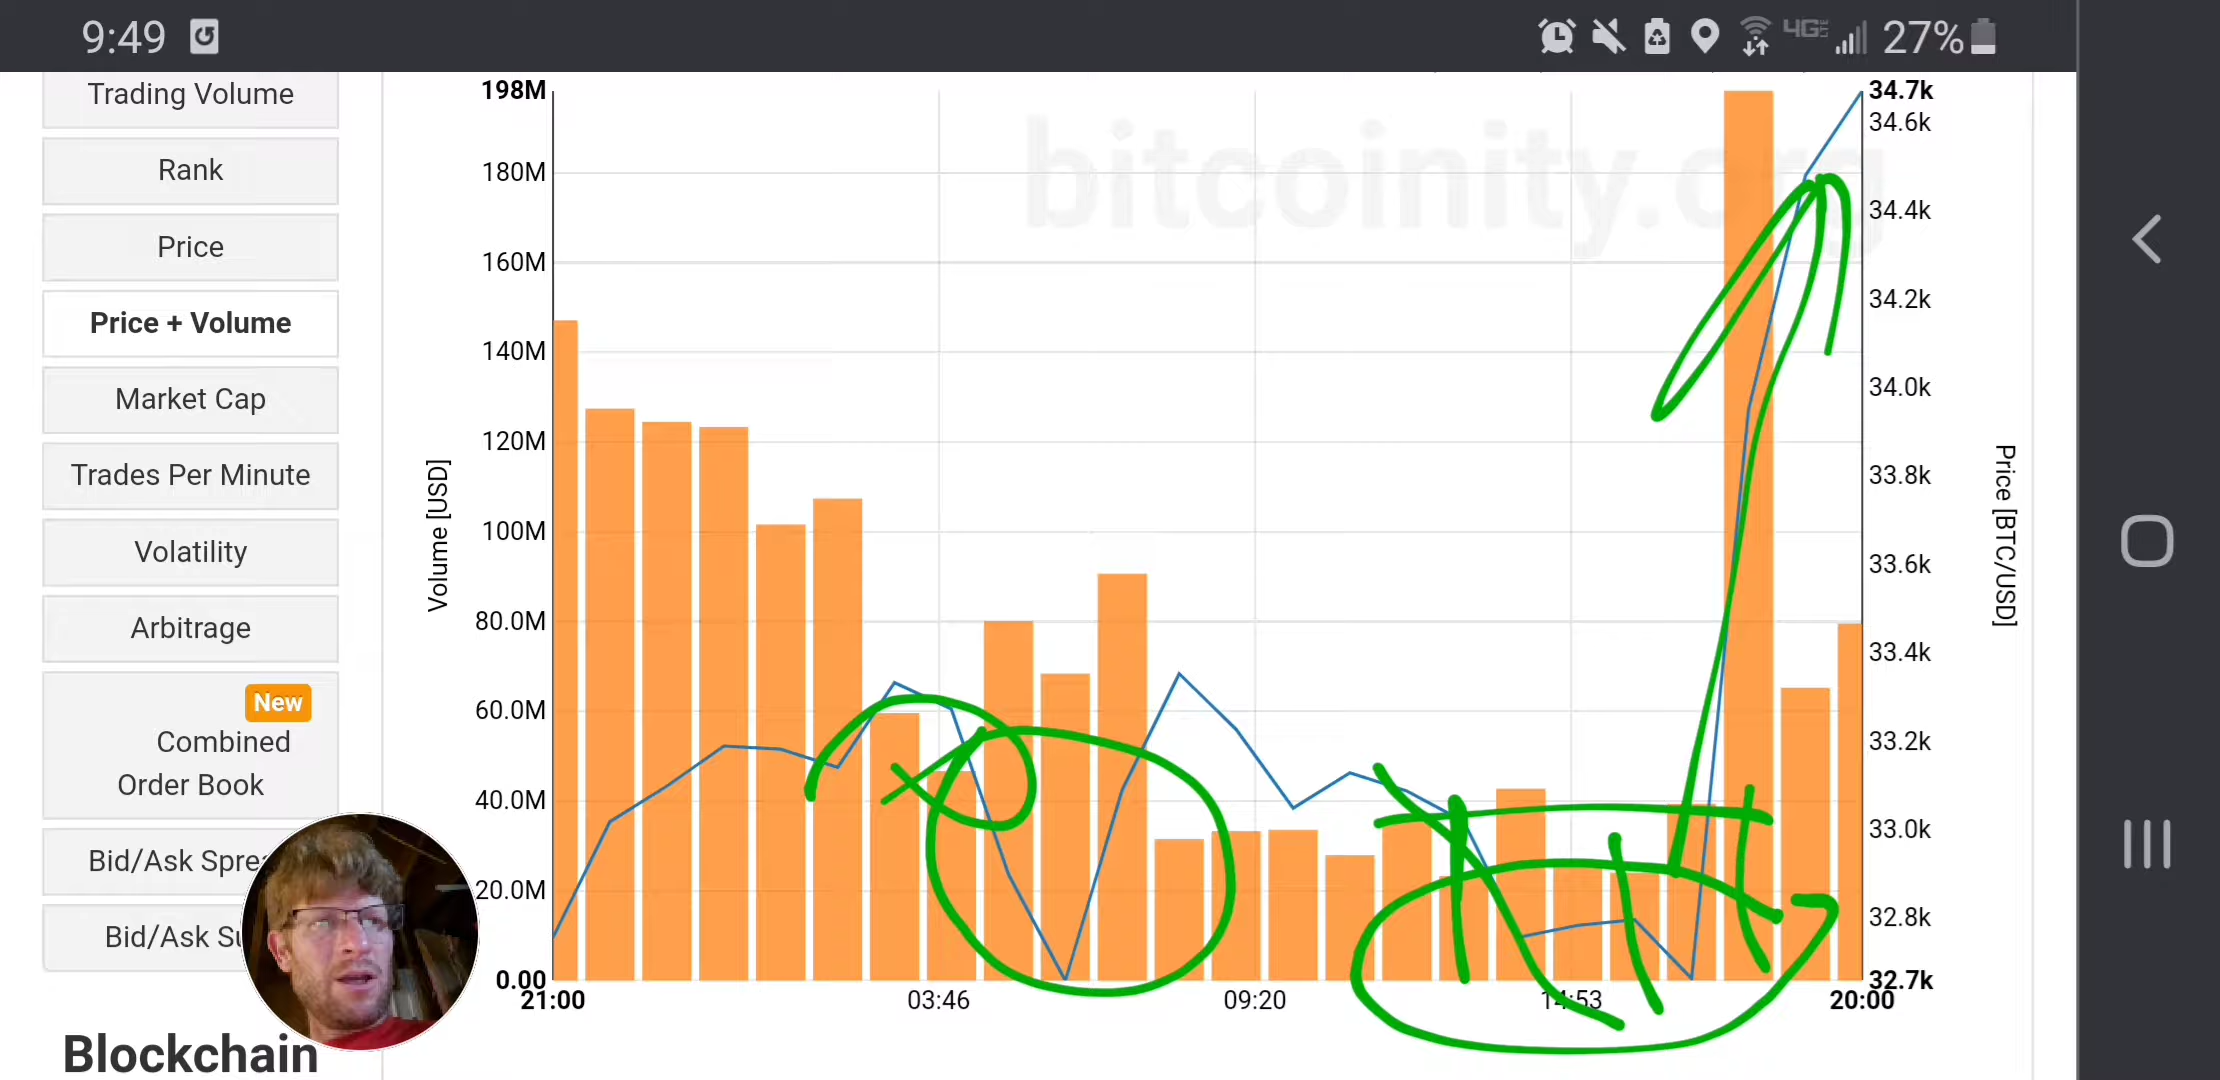 9:49 4GLTE 27%
Trading Volume
Rank
Price
Price + Volume
Market Cap
Trades Per Minute
Volatility
Arbitrage
New
Combined
Order Book
Bid/Ask
Bid/Ask
Blockchain
bitcoinity.org
Volume [USD]
198M
180M
160M
140M
120M
100M
80.0M
60.0M
40.0M
20.0M
0.00
21:00 03:46 09:20 14:53 20:00
34.7k
34.6k
34.4k
34.2k
34.0k
33.8k
33.6k
33.4k
33.2k
33.0k
32.8k
32.7k
Price [BTC/USD]